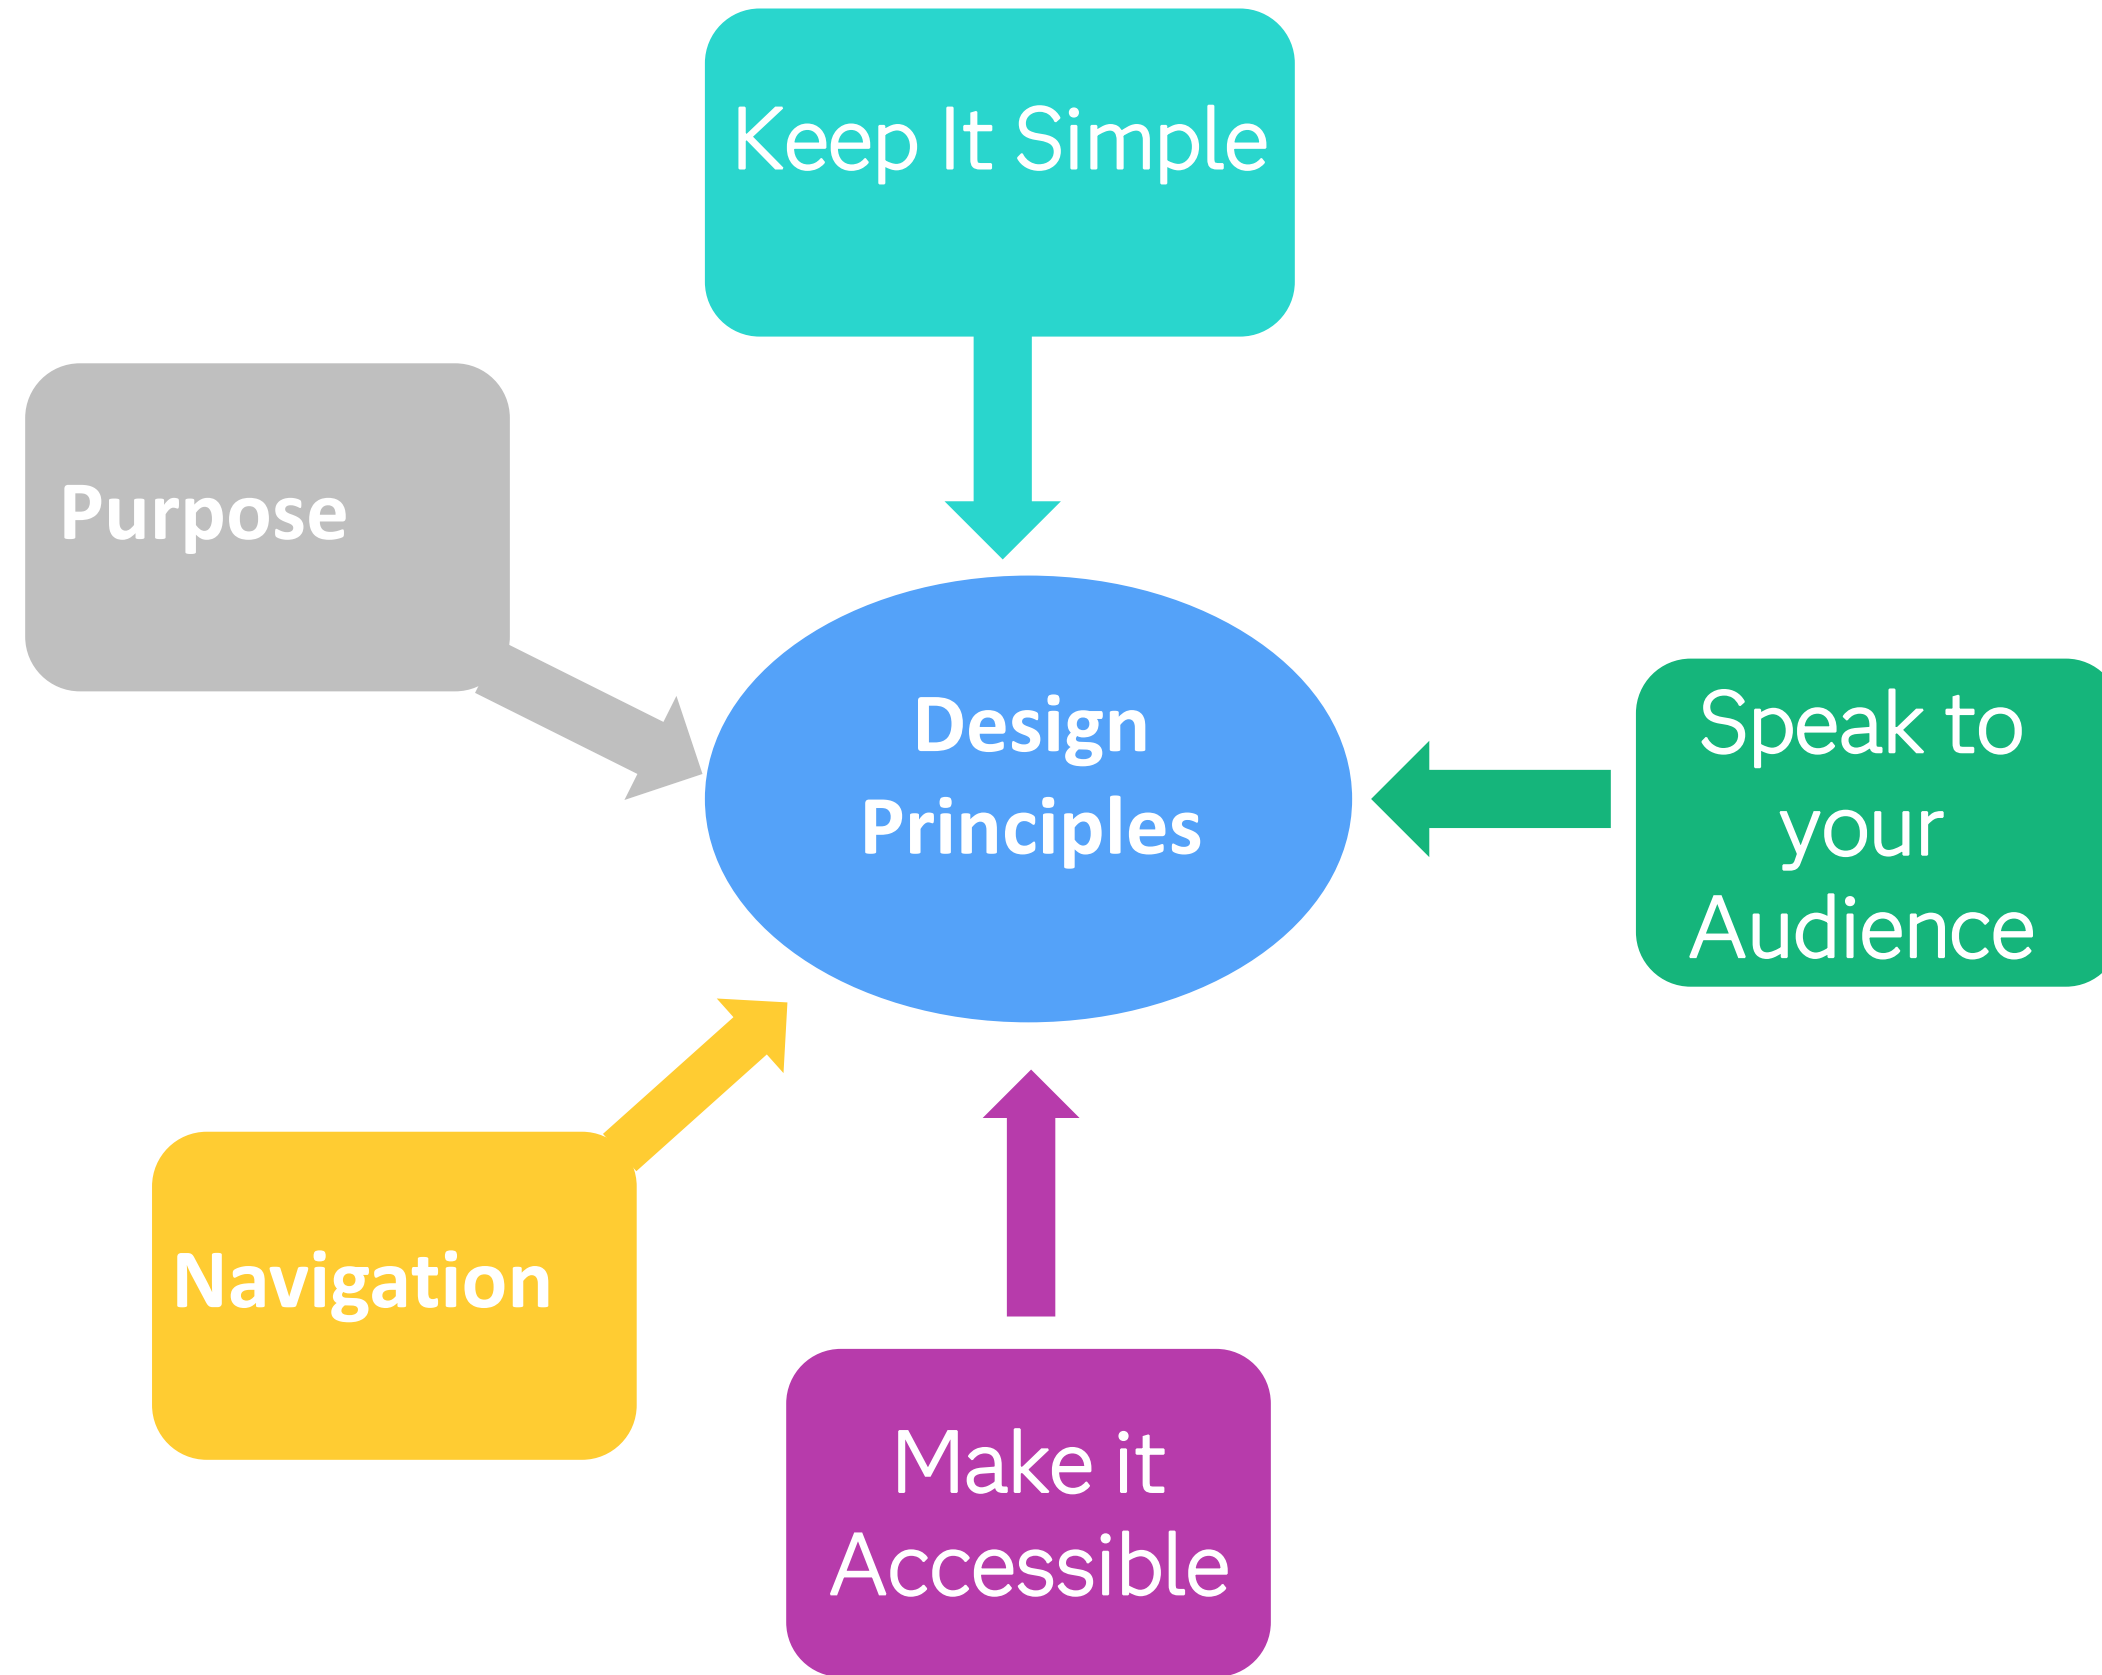 Keep It Simple
Purpose
Design
Principles
Speak to
your
Audience
Navigation
Make it
Accessible